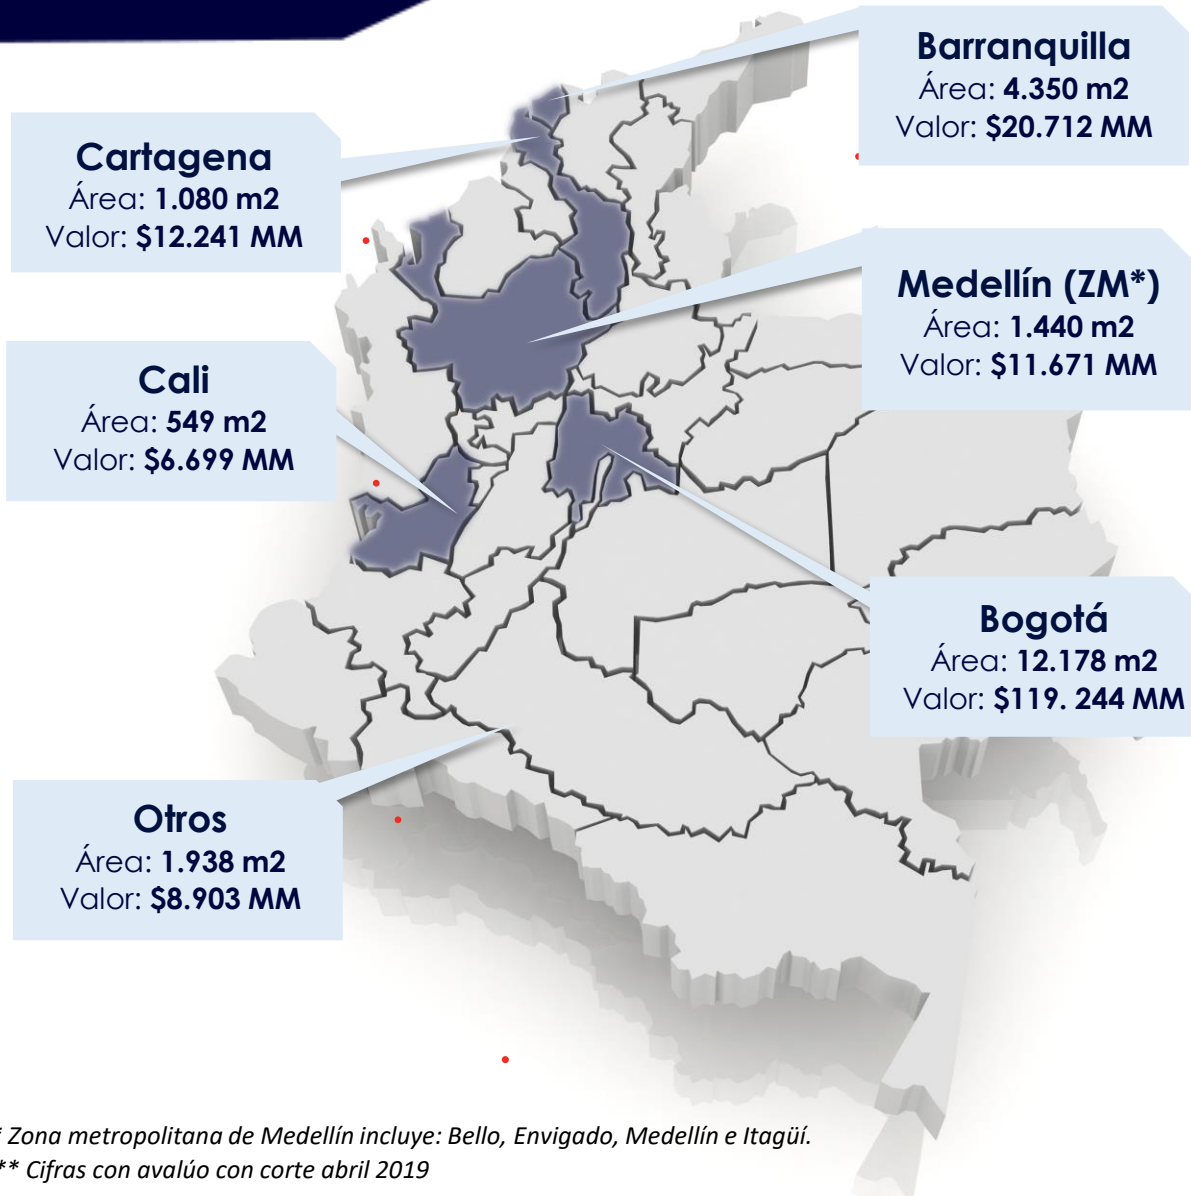 Barranquilla
Área: 4.350 m2
Valor: $20.712 MM
Cartagena
Área: 1.080 m2
Valor: $12.241 MM
Medellín (ZM*)
Área: 1.440 m2
Valor: $11.671 MM
Cali
Área: 549 m2
Valor: $6.699 MM
Bogotá
Área: 12.178 m2
Valor: $119. 244 MM
Otros
Área: 1.938 m2
Valor: $8.903 MM
* Zona metropolitana de Medellín incluye: Bello, Envigado, Medellín e Itagüí.
** Cifras con avalúo con corte abril 2019